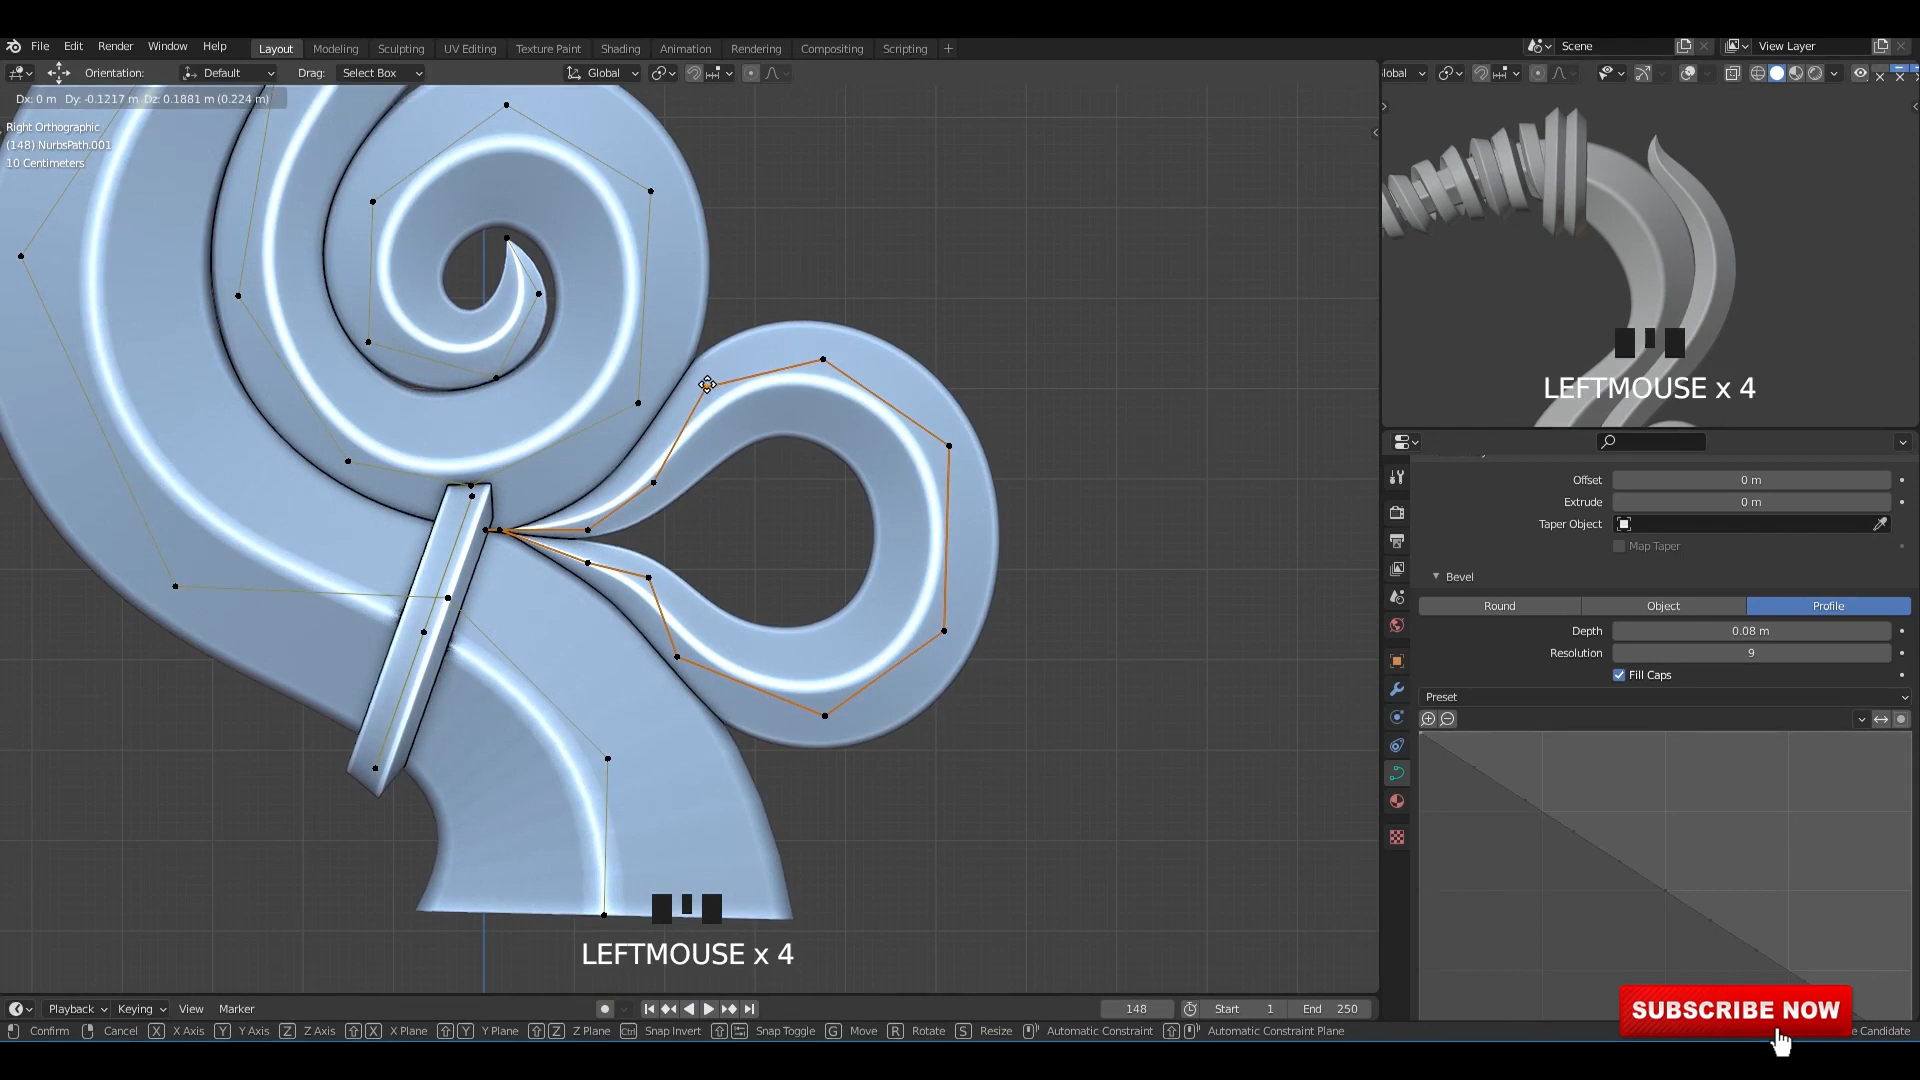 File Edit Render Window Help Layout Modeling Sculpting UV Editing Texture Paint Shading Animation Rendering Compositing Scripting + Scene View Layer
Orientation: Default Drag: Select Box Global lobal
Dx: 0 m Dy: -0.1217 m Dz: 0.1881 m (0.224 m)
Right Orthographic
(148) NurbsPath.001
10 Centimeters
LEFTMOUSE x 4
Offset 0 m
Extrude 0 m
Taper Object
Map Taper
Bevel
Round Object Profile
Depth 0.08 m
Resolution 9
Fill Caps
Preset
LEFTMOUSE x 4
Playback Keying View Marker 148 Start 1 End 250
SUBSCRIBE NOW
Confirm Cancel X X Axis Y Y Axis Z Z Axis X X Plane Y Y Plane Z Z Plane Ctrl Snap Invert Snap Toggle G Move R Rotate S Resize Automatic Constraint Automatic Constraint Plane e Candidate